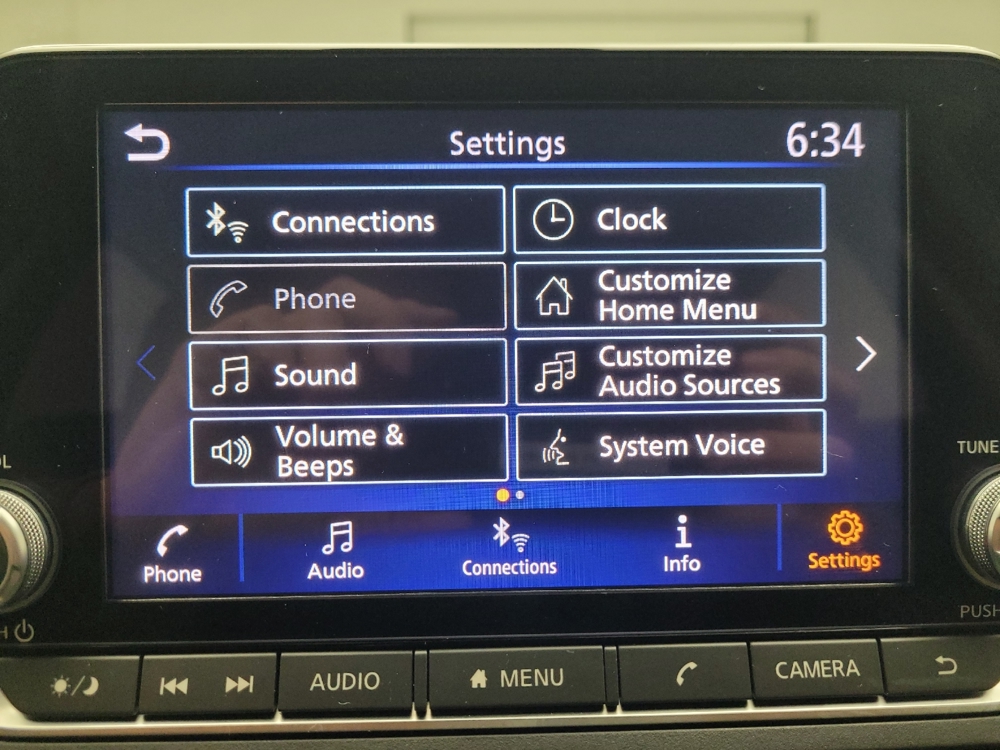 Settings
6:34
Connections
Clock
Phone
Customize
Home Menu
Sound
Customize
Audio Sources
Volume &
Beeps
System Voice
Phone
Audio
Connections
Info
Settings
TUNE
PUSH
AUDIO
MENU
CAMERA